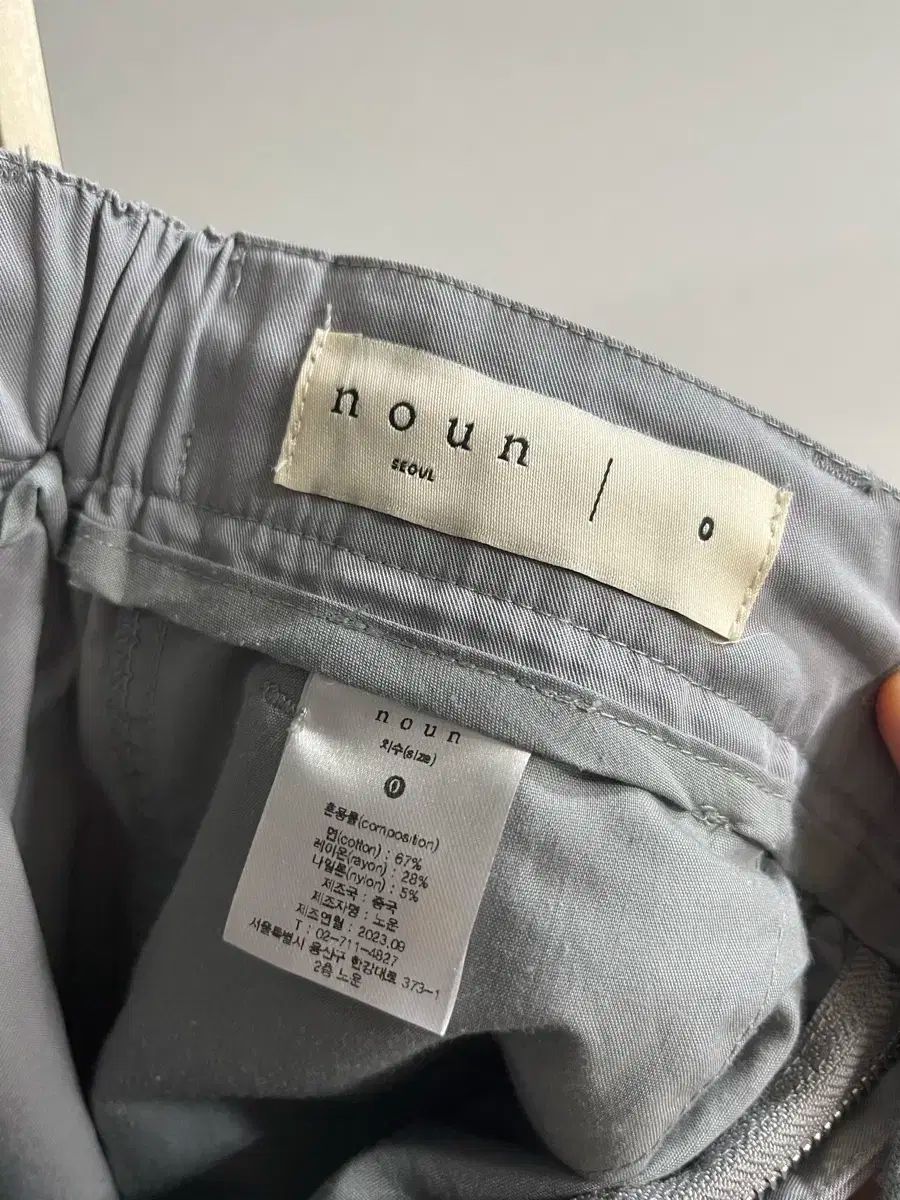 noun
SEOUL
0
noun
치수(size)
0
혼용률(composition)
면(cotton) : 67%
레이온(rayon) : 28%
나일론(nylon) : 5%
제조국 : 중국
제조자명 : 노운
제조연월 : 2023.09
T : 02-711-4827
서울특별시 용산구 한강대로 373-1
2층 노운